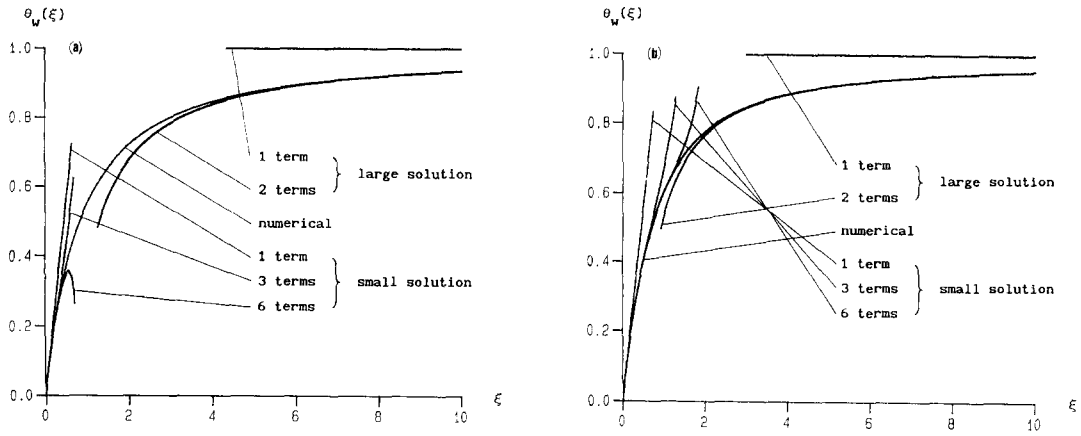 θw(ξ)
(a)
1.0
0.8
0.6
0.4
0.2
0.0
0 2 4 6 8 10 ξ
1 term
2 terms
large solution
numerical
1 term
3 terms
6 terms
small solution
θw(ξ)
(b)
1.0
0.8
0.6
0.4
0.2
0.0
0 2 4 6 8 10 ξ
1 term
2 terms
large solution
numerical
1 term
3 terms
6 terms
small solution